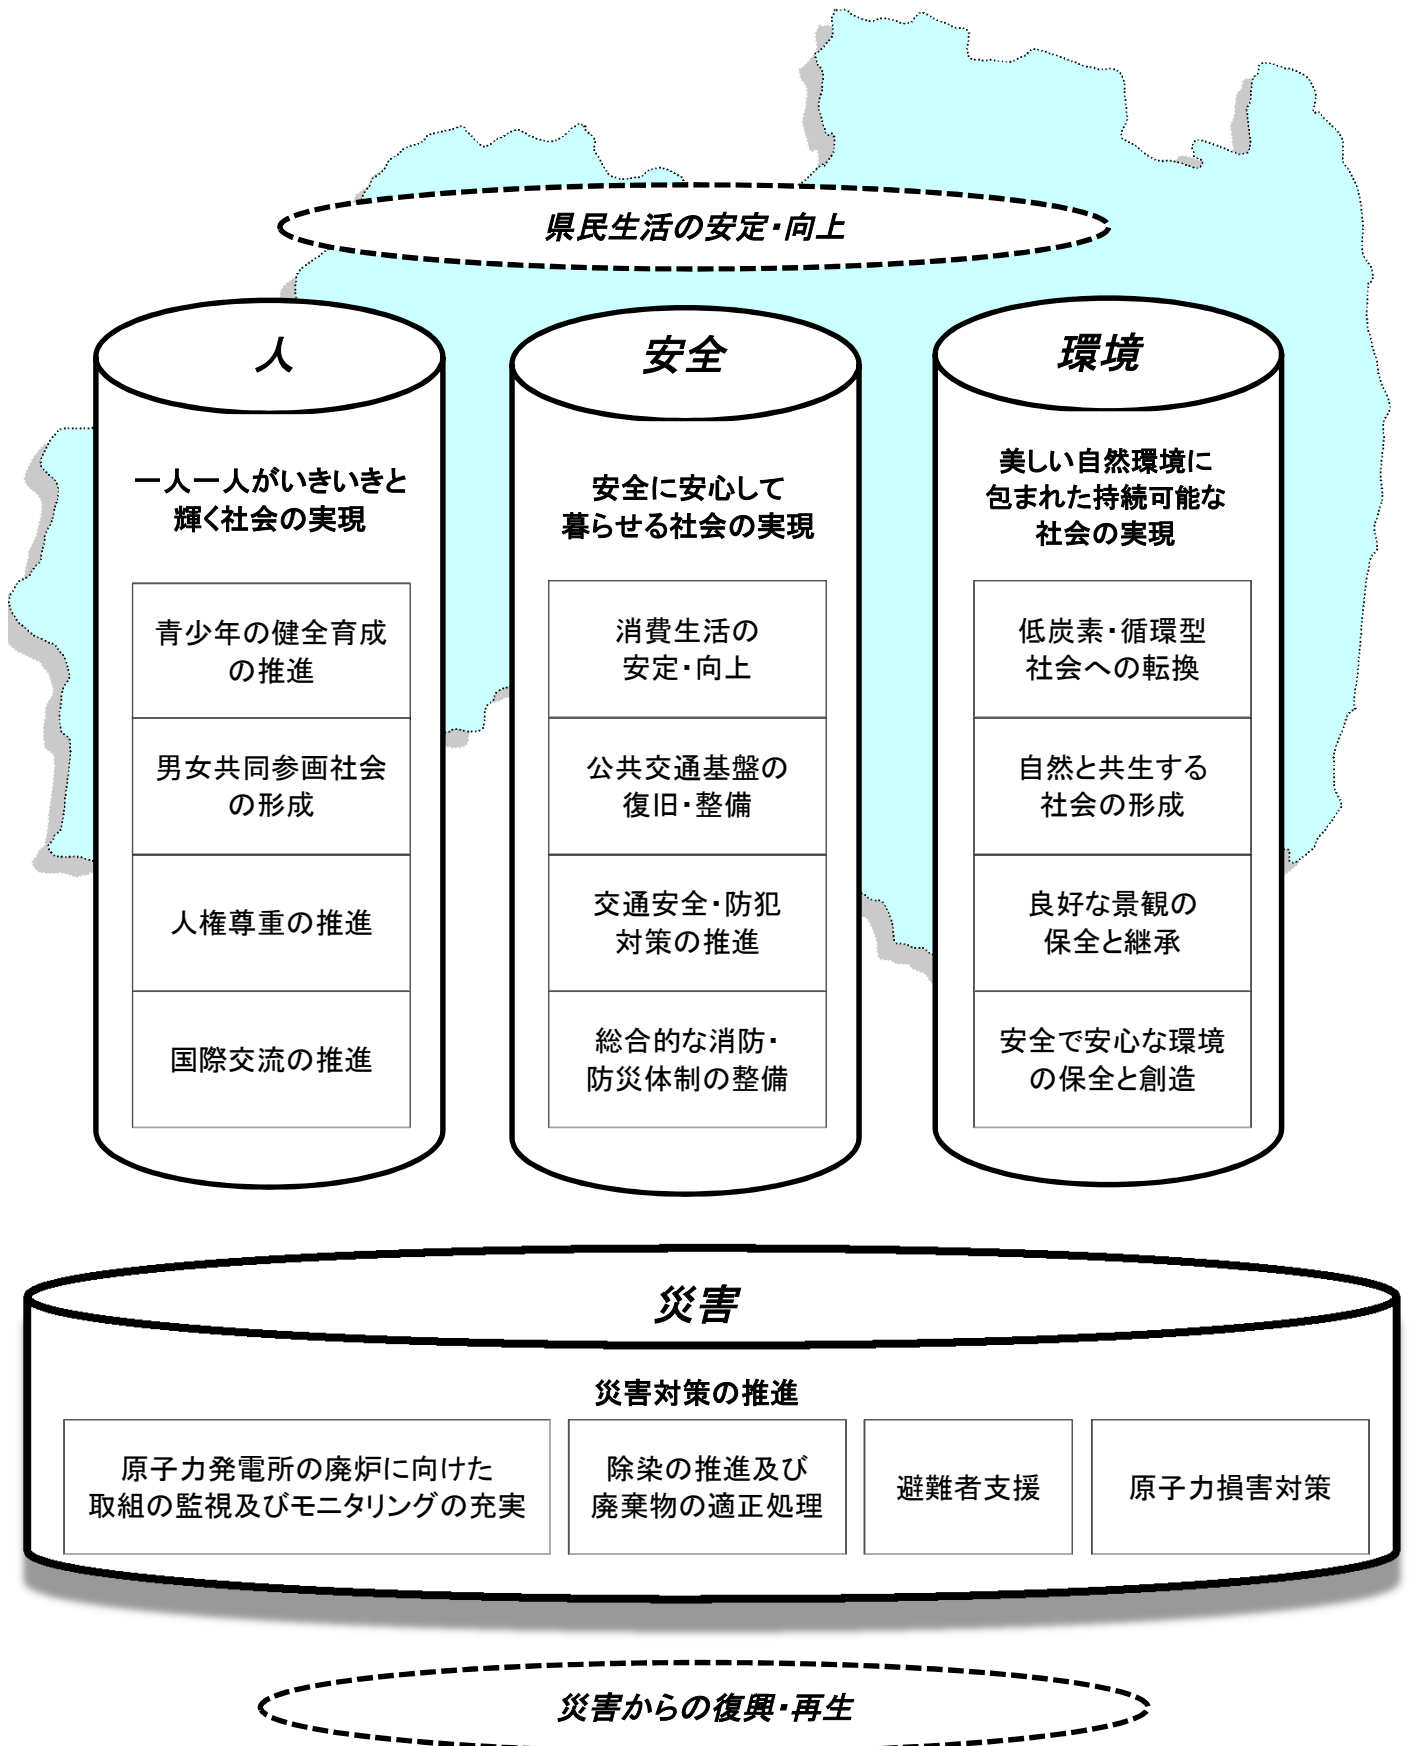 県民生活の安定・向上
人
一人一人がいきいきと
輝く社会の実現
青少年の健全育成
の推進
男女共同参画社会
の形成
人権尊重の推進
国際交流の推進
安全
安全に安心して
暮らせる社会の実現
消費生活の
安定・向上
公共交通基盤の
復旧・整備
交通安全・防犯
対策の推進
総合的な消防・
防災体制の整備
環境
美しい自然環境に
包まれた持続可能な
社会の実現
低炭素・循環型
社会への転換
自然と共生する
社会の形成
良好な景観の
保全と継承
安全で安心な環境
の保全と創造
災害
災害対策の推進
原子力発電所の廃炉に向けた
取組の監視及びモニタリングの充実
除染の推進及び
廃棄物の適正処理
避難者支援
原子力損害対策
災害からの復興・再生